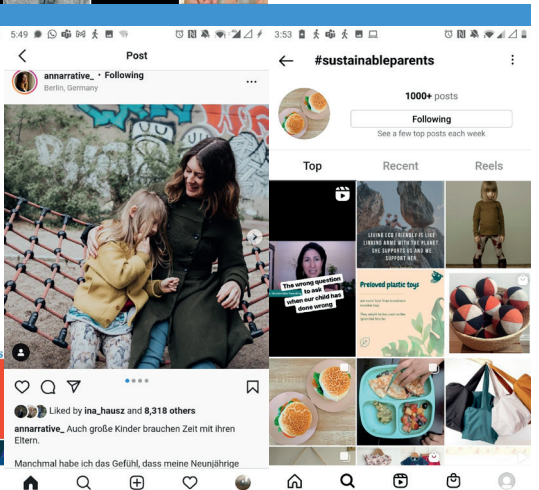 5:49
Post
annarrative_ • Following
Berlin, Germany
Liked by ina_hausz and 8,318 others
annarrative_ Auch große Kinder brauchen Zeit mit ihren
Eltern.
Manchmal habe ich das Gefühl, dass meine Neunjährige
3:53
#sustainableparents
1000+ posts
Following
See a few top posts each week
Top
Recent
Reels
The wrong question
to ask
when our child has
done wrong
LIVING ECO FRIENDLY IS LIKE
LINKING ARMS WITH THE PLANET
SHE SUPPORTS US AND WE
SUPPORT HER.
Preloved plastic toys